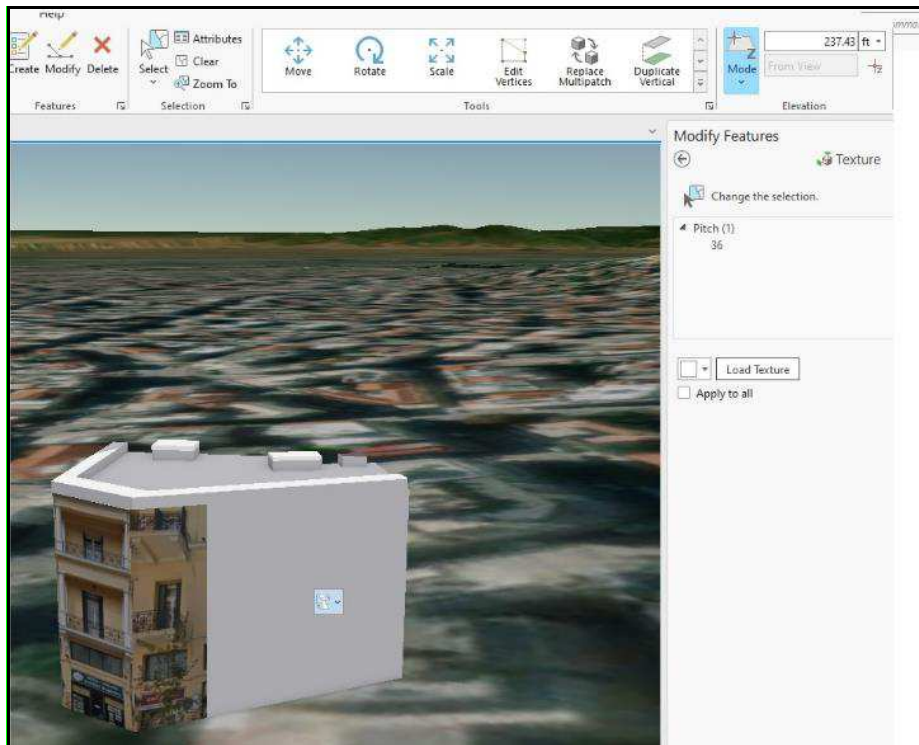 Help
Create Modify Delete
Features
Select
Attributes
Clear
Zoom To
Selection
Move
Rotate
Scale
Edit
Vertices
Replace
Multipatch
Duplicate
Vertical
Tools
Mode
237.43 ft
From View
Elevation
Modify Features
Texture
Change the selection.
Pitch (1)
36
Load Texture
Apply to all